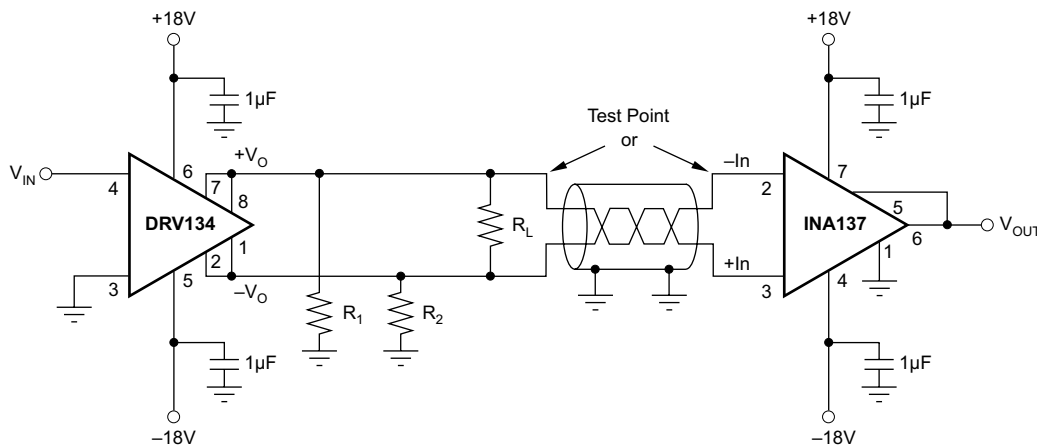 +18V
1µF
V_IN
4
DRV134
3
6
7
8
1
2
5
+V_O
–V_O
1µF
–18V
R_1
R_2
R_L
Test Point
or
–In
+In
+18V
1µF
2
INA137
3
7
5
6
1
4
V_OUT
1µF
–18V